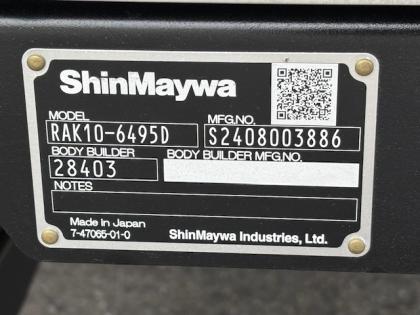 ShinMaywa
MODEL MFG.NO.
RAK10-6495D S2408003886
BODY BUILDER BODY BUILDER MFG.NO.
28403
NOTES
Made in Japan
7-47065-01-0 ShinMaywa Industries, Ltd.